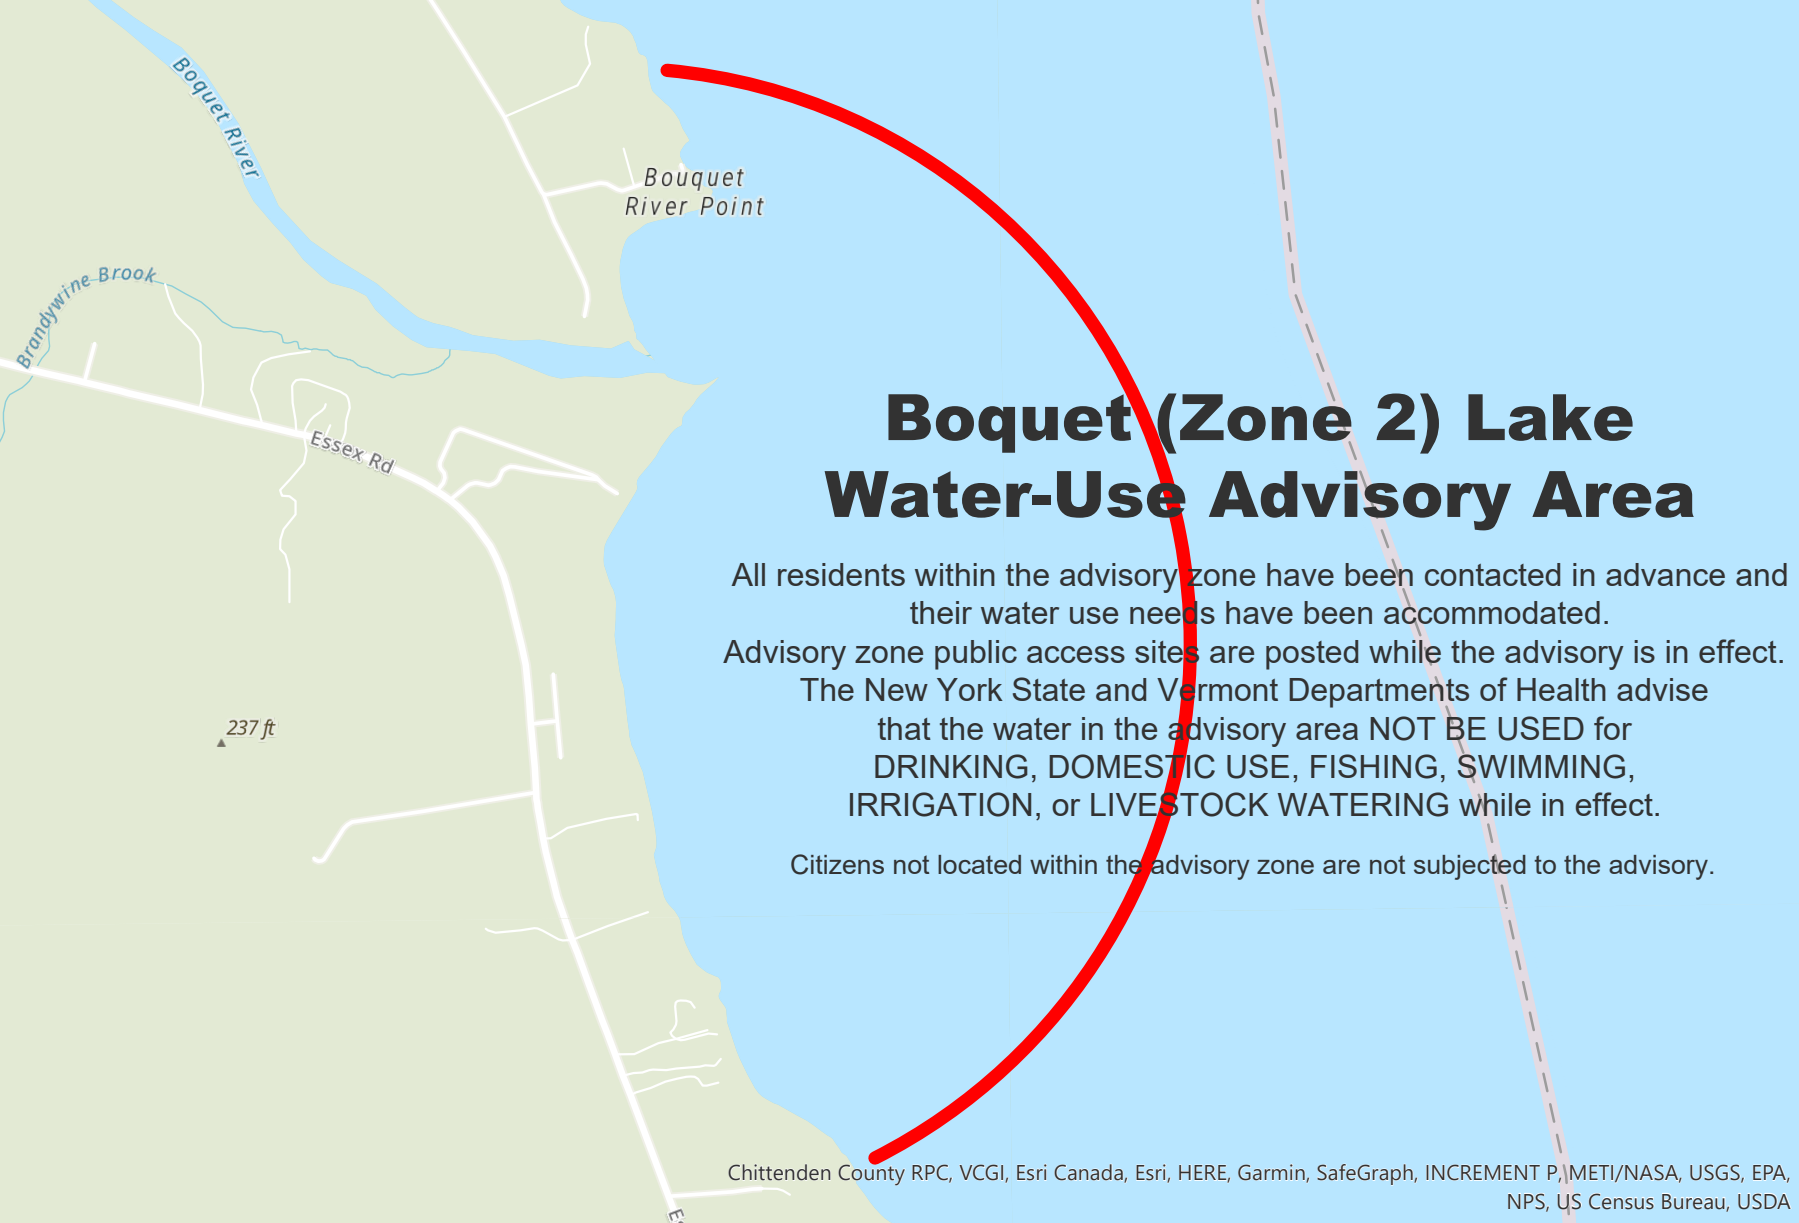 Boquet River
Bouquet
River Point
Brandywine Brook
Essex Rd
Boquet (Zone 2) Lake
Water-Use Advisory Area
All residents within the advisory zone have been contacted in advance and
their water use needs have been accommodated.
Advisory zone public access sites are posted while the advisory is in effect.
The New York State and Vermont Departments of Health advise
that the water in the advisory area NOT BE USED for
DRINKING, DOMESTIC USE, FISHING, SWIMMING,
IRRIGATION, or LIVESTOCK WATERING while in effect.
237 ft
Citizens not located within the advisory zone are not subjected to the advisory.
Chittenden County RPC, VCGI, Esri Canada, Esri, HERE, Garmin, SafeGraph, INCREMENT P, METI/NASA, USGS, EPA,
NPS, US Census Bureau, USDA